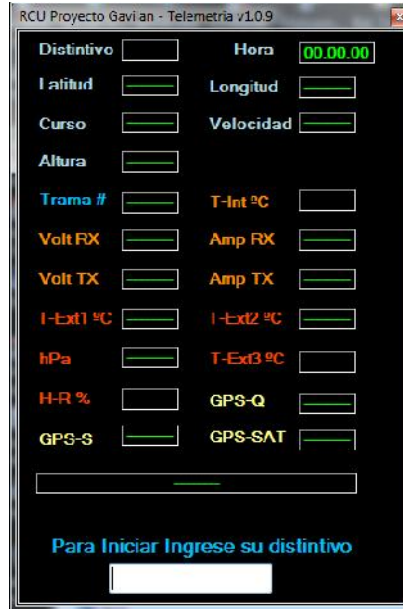 RCU Proyecto Gavilan - Telemetria v1.0.9
Distintivo Hora 00.00.00
Latitud Longitud
Curso Velocidad
Altura
Trama # T-Int ºC
Volt RX Amp RX
Volt TX Amp TX
T-Ext1 ºC T-Ext2 ºC
hPa T-Ext3 ºC
H-R % GPS-Q
GPS-S GPS-SAT
Para Iniciar Ingrese su distintivo